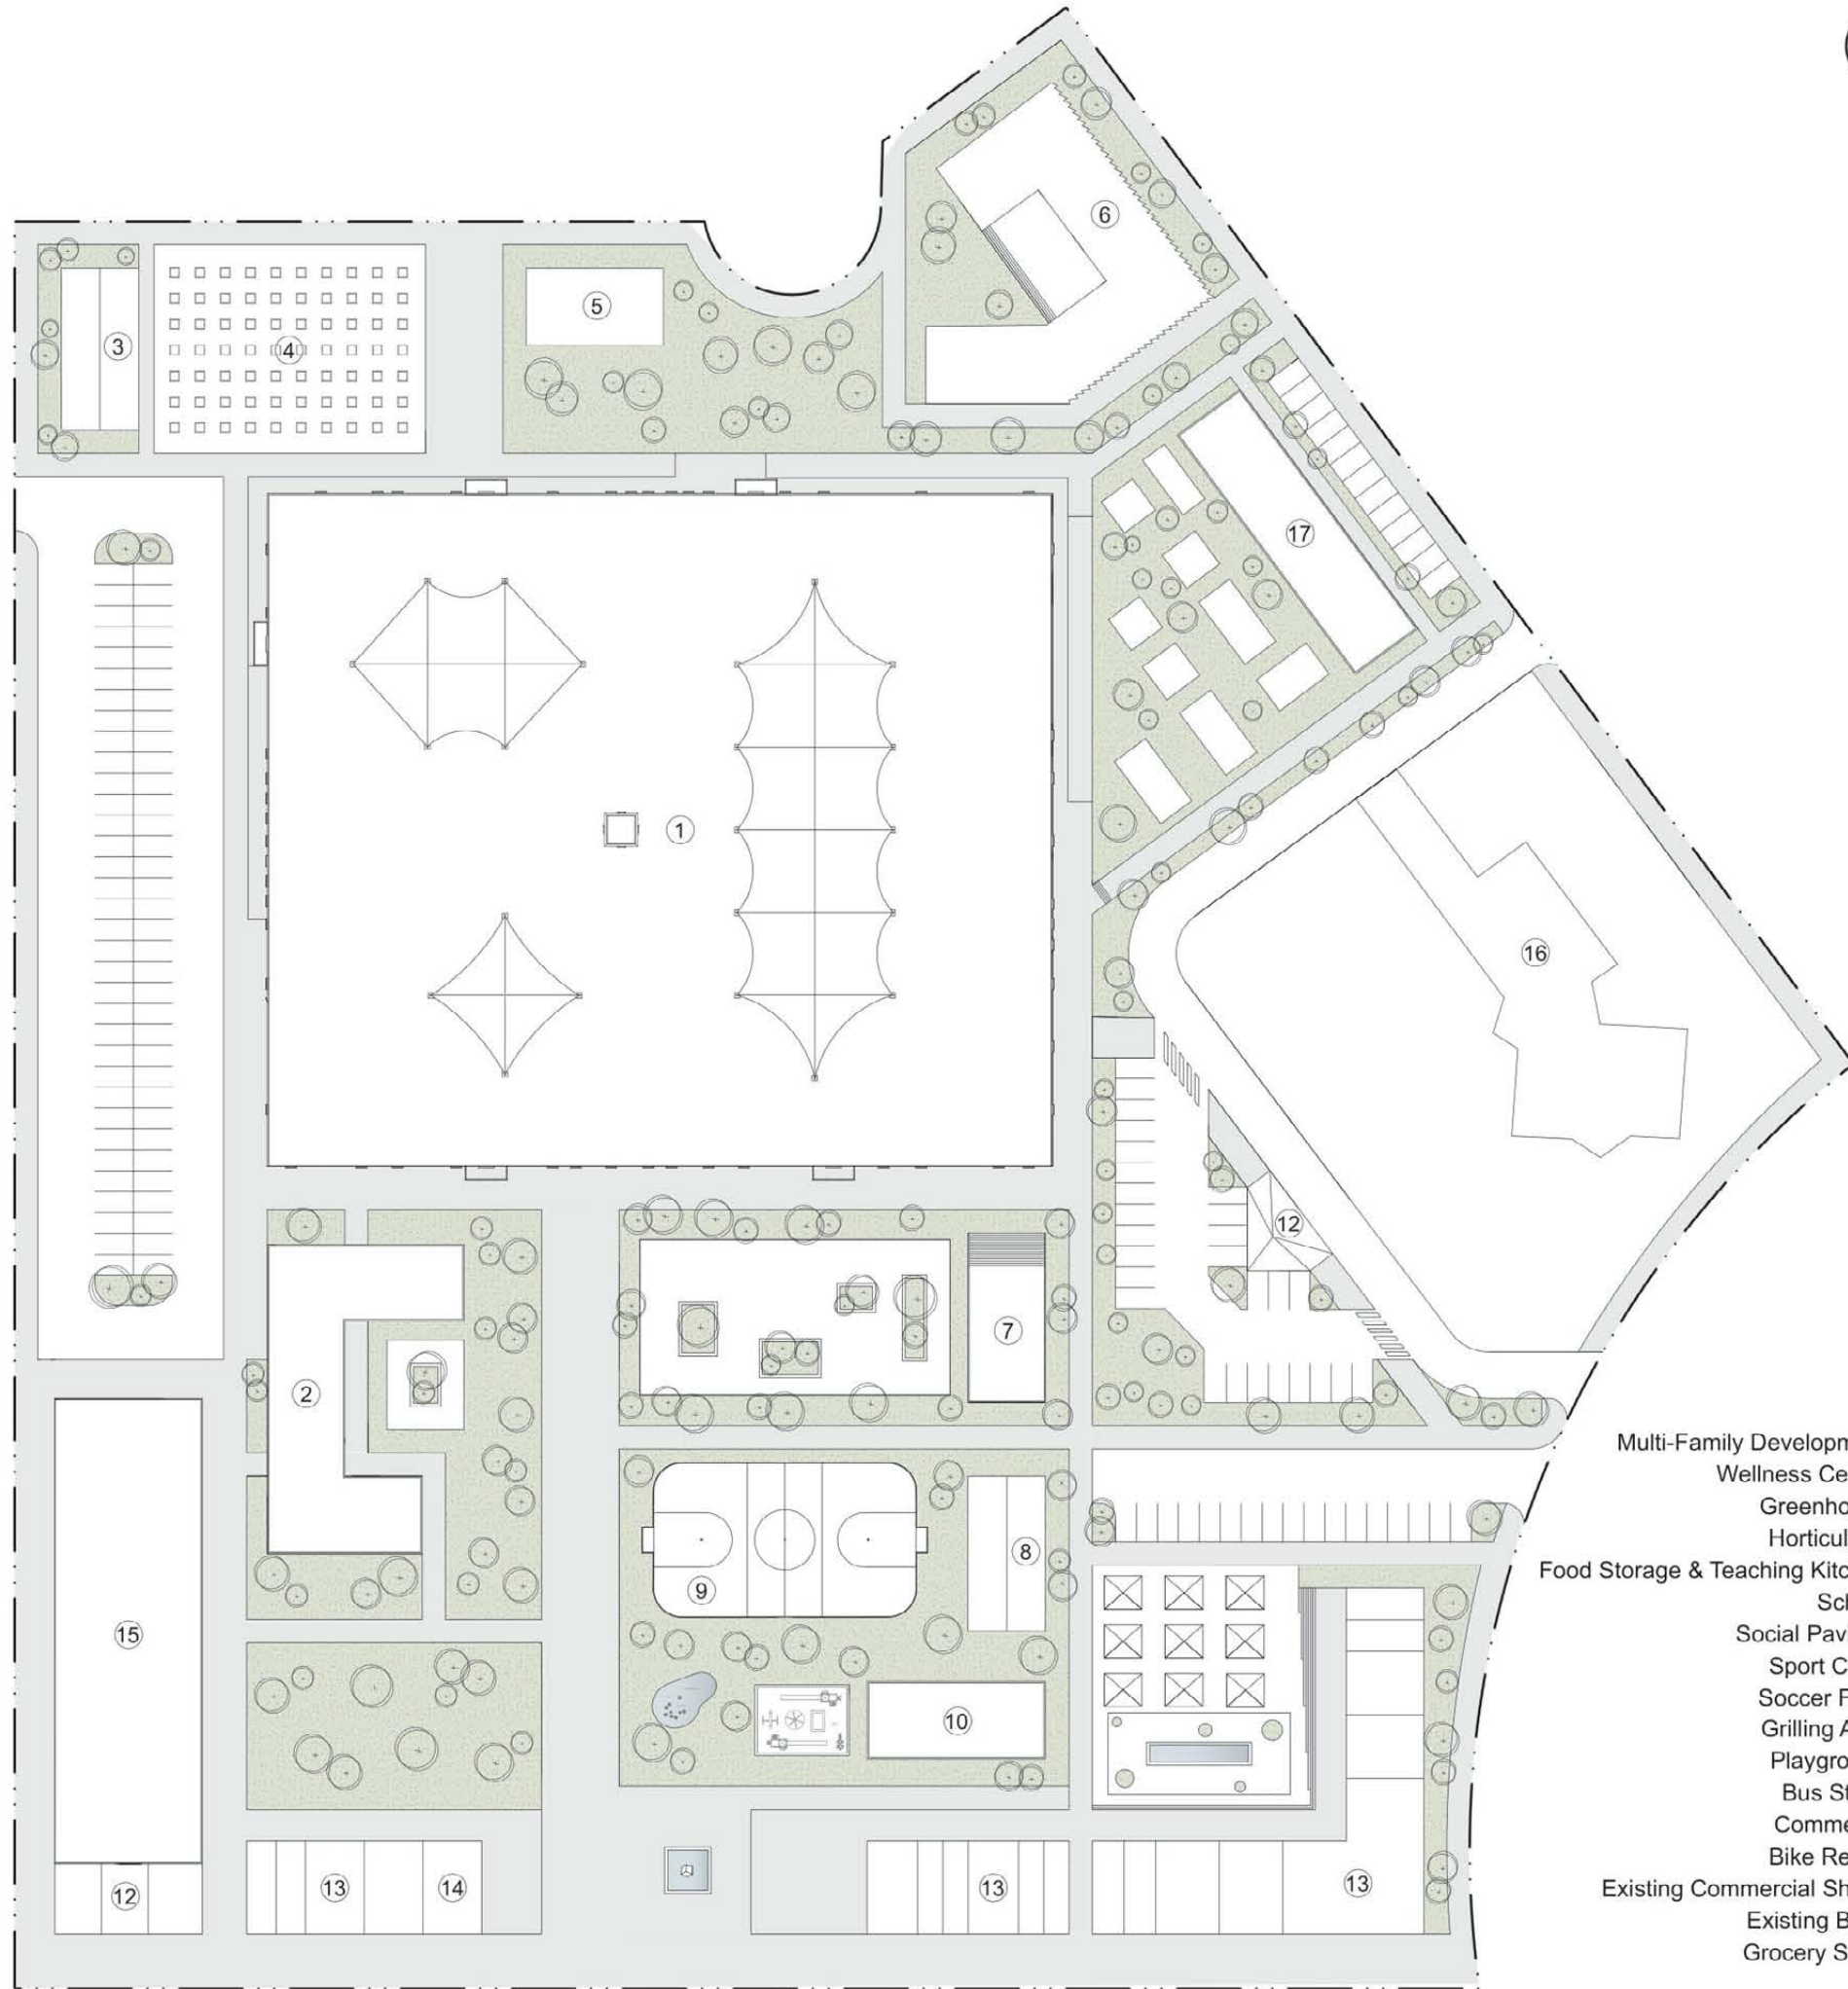 6
5
3
4
17
1
16
12
7
2
8
9
15
10
13
12
13
14
13
Multi-Family Developm
Wellness Ce
Greenho
Horticul
Food Storage & Teaching Kitc
Sch
Social Pav
Sport C
Soccer F
Grilling A
Playgro
Bus St
Comme
Bike Re
Existing Commercial Sh
Existing B
Grocery S